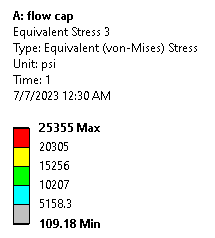 A: flow cap
Equivalent Stress 3
Type: Equivalent (von-Mises) Stress
Unit: psi
Time: 1
7/7/2023 12:30 AM
25355 Max
20305
15256
10207
5158.3
109.18 Min